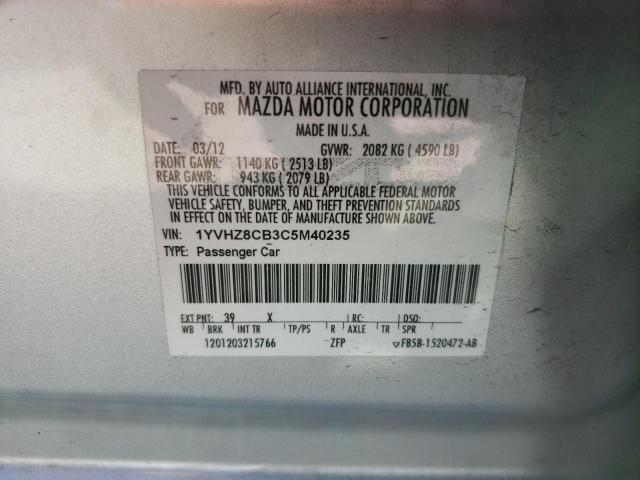 MFD. BY AUTO ALLIANCE INTERNATIONAL, INC.
FOR MAZDA MOTOR CORPORATION
MADE IN U.S.A.
DATE: 03/12 GVWR: 2082 KG ( 4590 LB)
FRONT GAWR: 1140 KG ( 2513 LB)
REAR GAWR: 943 KG ( 2079 LB)
THIS VEHICLE CONFORMS TO ALL APPLICABLE FEDERAL MOTOR
VEHICLE SAFETY, BUMPER, AND THEFT PREVENTION STANDARDS
IN EFFECT ON THE DATE OF MANUFACTURE SHOWN ABOVE.
VIN: 1YVHZ8CB3C5M40235
TYPE: Passenger Car
EXT PNT: 39 X RC: DSO:
WB BRK INT TR TP/PS R AXLE TR SPR
1201203215766 ZFP F85B-1520472-AB